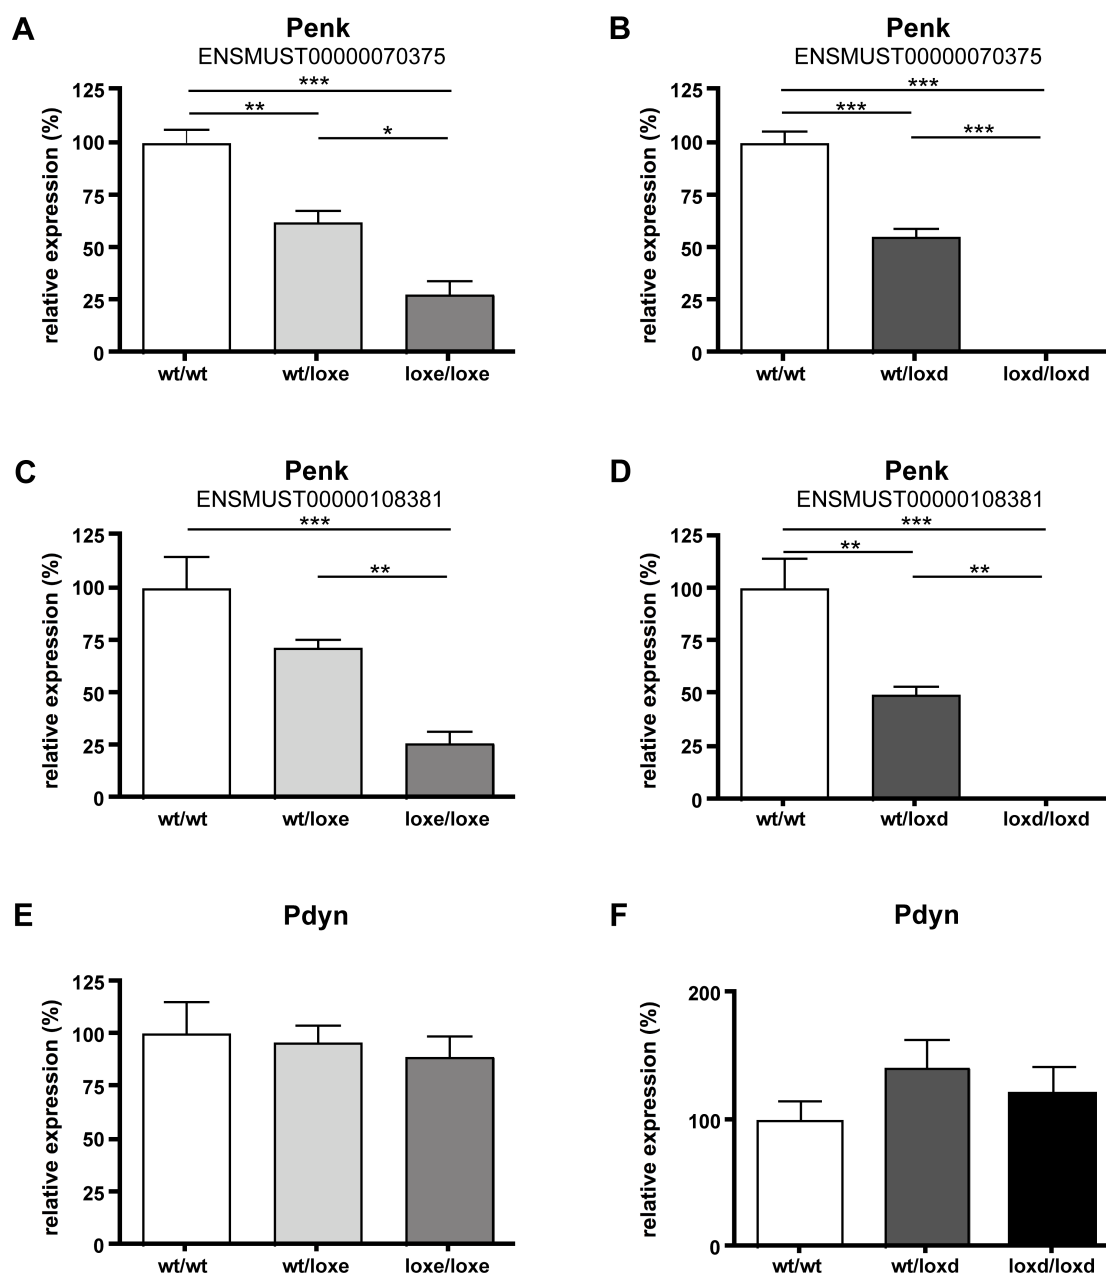 A
Penk
ENSMUST00000070375
***
**
*
relative expression (%)
125
100
75
50
25
0
wt/wt
wt/loxe
loxe/loxe
B
Penk
ENSMUST00000070375
***
***
***
relative expression (%)
125
100
75
50
25
0
wt/wt
wt/loxd
loxd/loxd
C
Penk
ENSMUST00000108381
***
**
relative expression (%)
125
100
75
50
25
0
wt/wt
wt/loxe
loxe/loxe
D
Penk
ENSMUST00000108381
***
**
**
relative expression (%)
125
100
75
50
25
0
wt/wt
wt/loxd
loxd/loxd
E
Pdyn
relative expression (%)
125
100
75
50
25
0
wt/wt
wt/loxe
loxe/loxe
F
Pdyn
relative expression (%)
200
100
0
wt/wt
wt/loxd
loxd/loxd